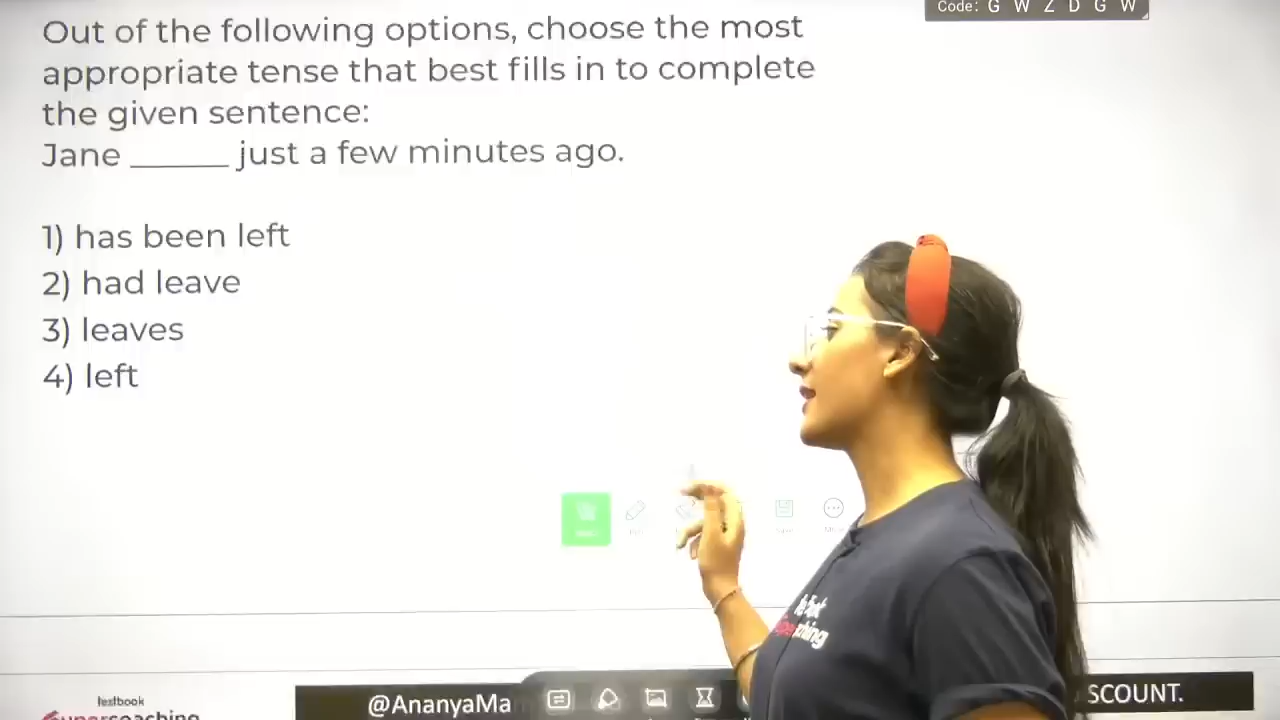 Code: G W Z D G W
Out of the following options, choose the most
appropriate tense that best fills in to complete
the given sentence:
Jane ______ just a few minutes ago.
1) has been left
2) had leave
3) leaves
4) left
testbook
@AnanyaMa
SCOUNT.